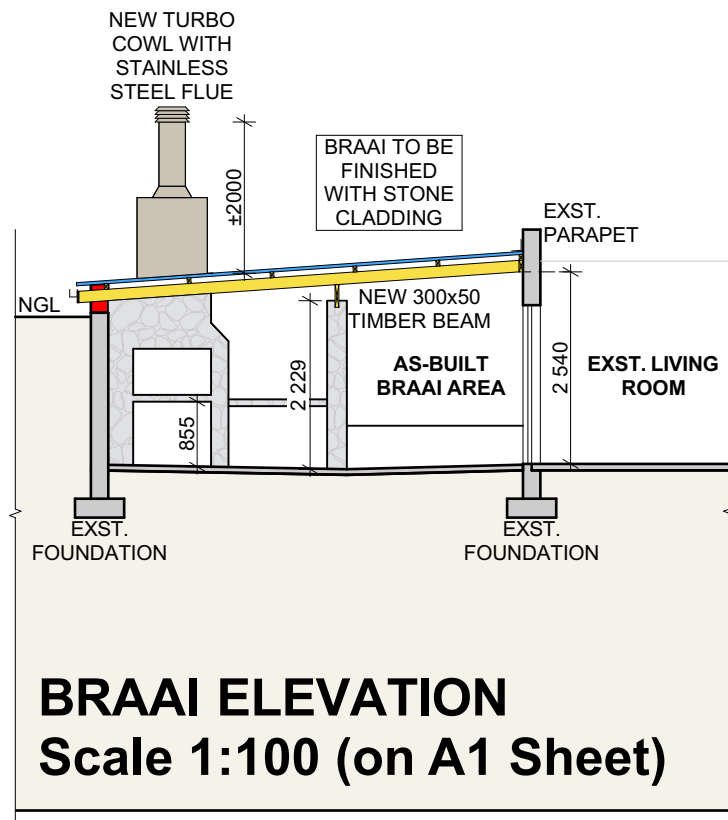 NEW TURBO
COWL WITH
STAINLESS
STEEL FLUE
±2000
BRAAI TO BE
FINISHED
WITH STONE
CLADDING
EXST.
PARAPET
NGL
NEW 300x50
TIMBER BEAM
2 229
AS-BUILT
BRAAI AREA
2 540
EXST. LIVING
ROOM
855
EXST.
FOUNDATION
EXST.
FOUNDATION
BRAAI ELEVATION
Scale 1:100 (on A1 Sheet)